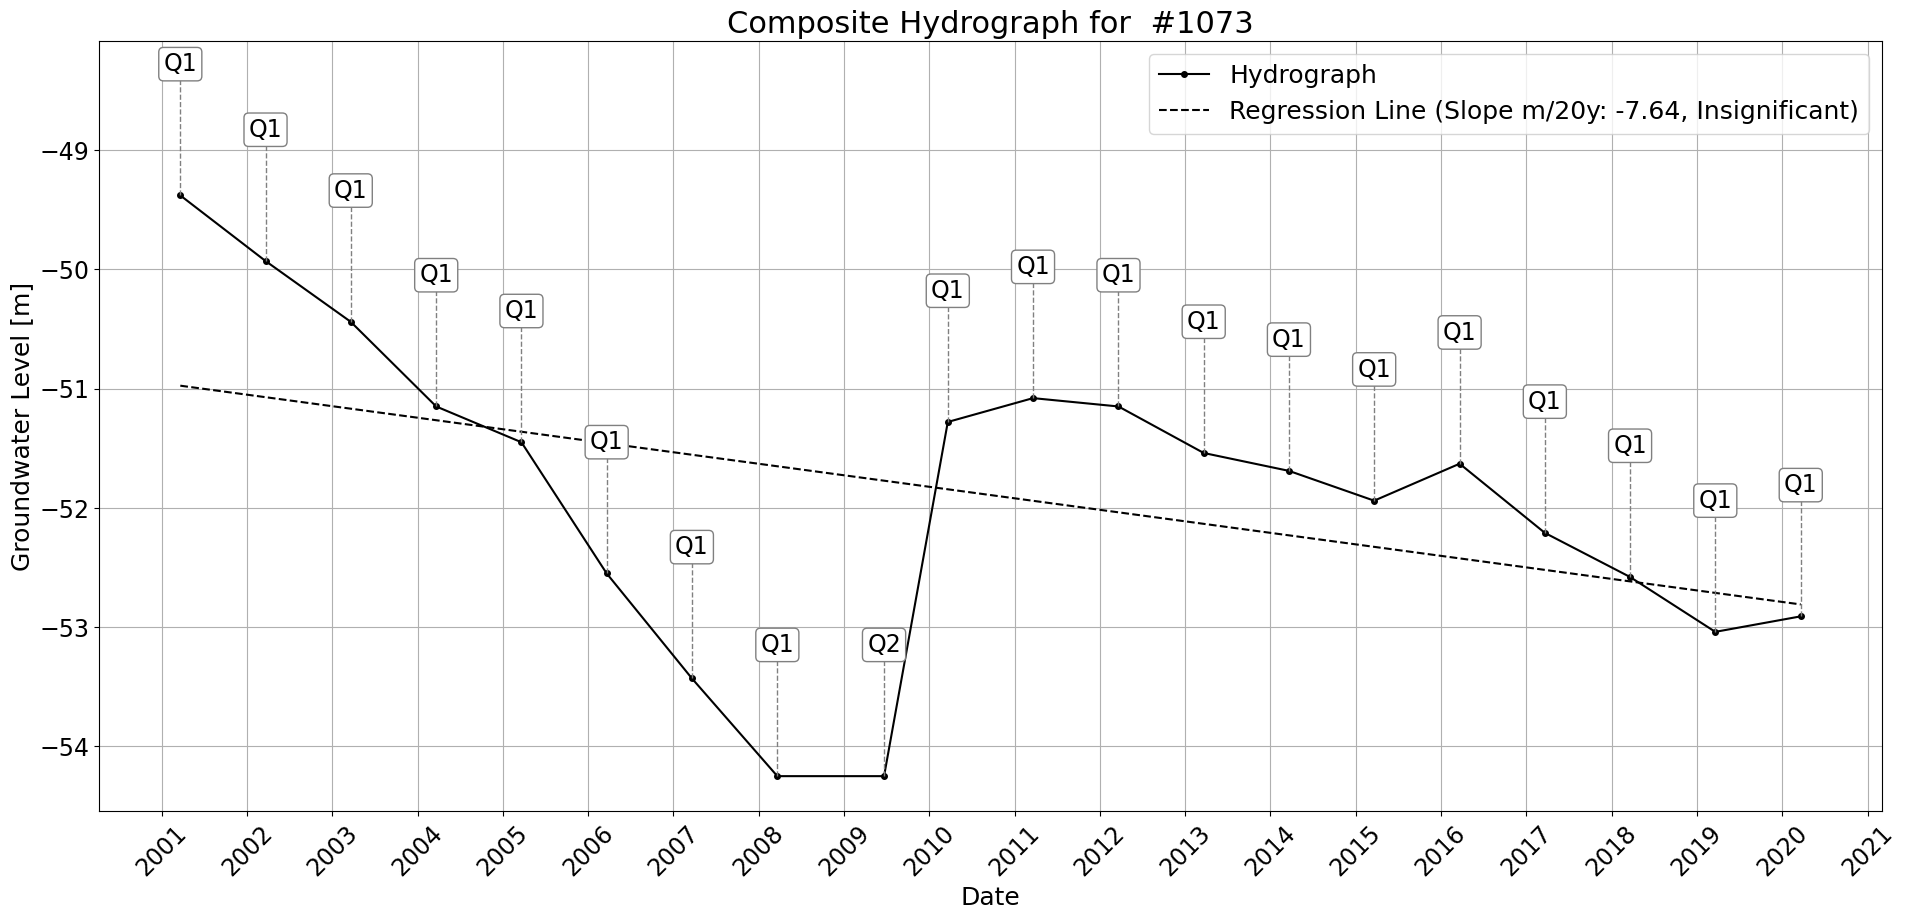 Composite Hydrograph for  #1073
Hydrograph
Regression Line (Slope m/20y: -7.64, Insignificant)
Groundwater Level [m]
−49
−50
−51
−52
−53
−54
Q1
Q1
Q1
Q1
Q1
Q1
Q1
Q1
Q2
Q1
Q1
Q1
Q1
Q1
Q1
Q1
Q1
Q1
Q1
Q1
2001
2002
2003
2004
2005
2006
2007
2008
2009
2010
2011
2012
2013
2014
2015
2016
2017
2018
2019
2020
2021
Date